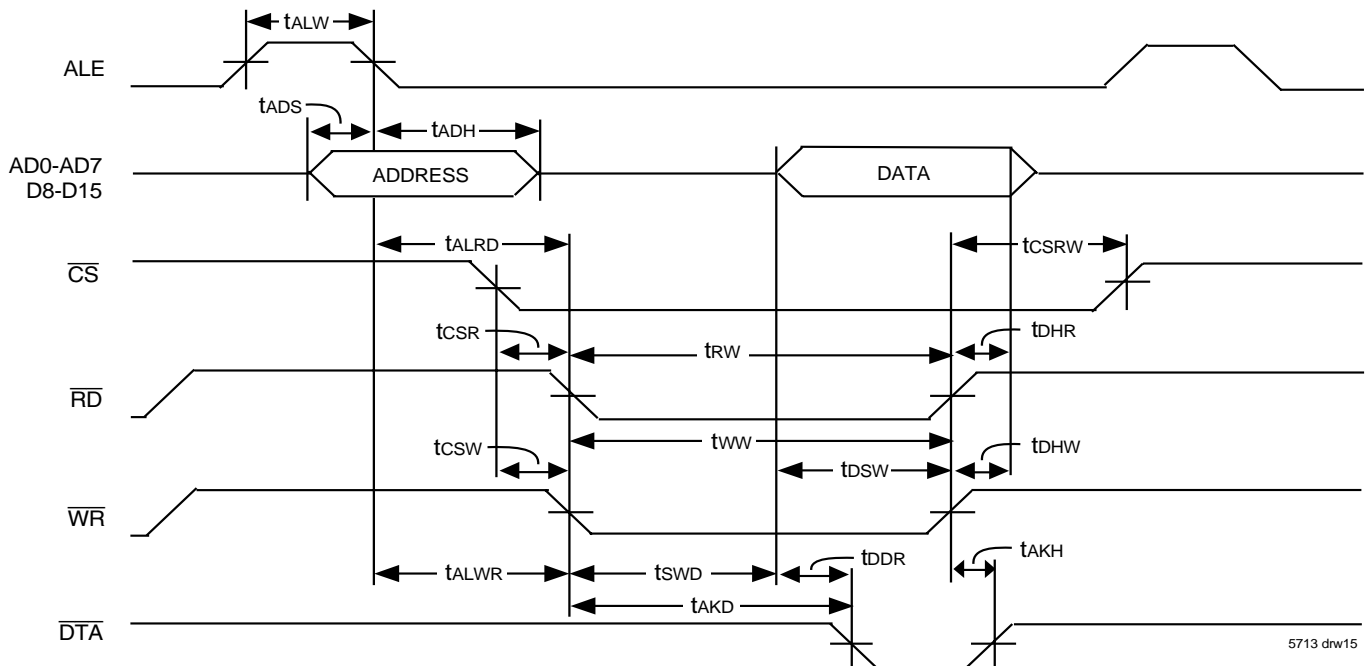 tALW
ALE
tADS
tADH
AD0-AD7
D8-D15
ADDRESS
DATA
tALRD
tCSRW
CS
tCSR
tRW
tDHR
RD
tCSW
tWW
tDHW
tDSW
WR
tDDR
tAKH
tALWR
tSWD
tAKD
DTA
5713 drw15